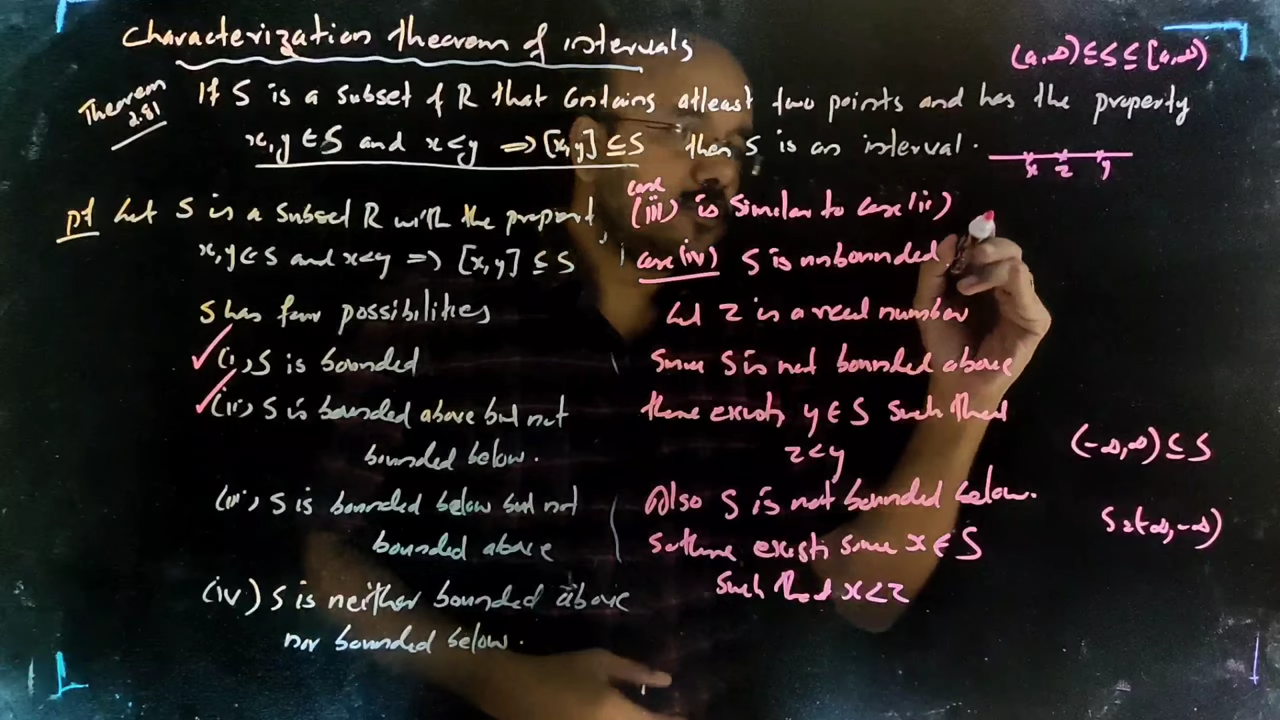 Characterization theorem of intervals
(a,∞)⊆S⊆[a,∞)
Theorem 2.51
If S is a subset of R that contains atleast two points and has the property
x,y∈S and x<y ⇒[x,y]⊆S then S is an interval.
x z y
pf Let S is a subset R with the propert
x,y∈S and x<y ⇒ [x,y]⊆S
S has four possibilities
(i) S is bounded
(ii) S is bounded above but not
bounded below.
(iii) S is bounded below but not
bounded above
(iv) S is neither bounded above
nor bounded below.
case (iii) is similar to case (ii)
case (iv) S is unbounded
Let z is a real number
Since S is not bounded above
there exists y∈S such that
z<y
Also S is not bounded below.
So there exists some x∈S
such that x<z
(-∞,∞)⊆S